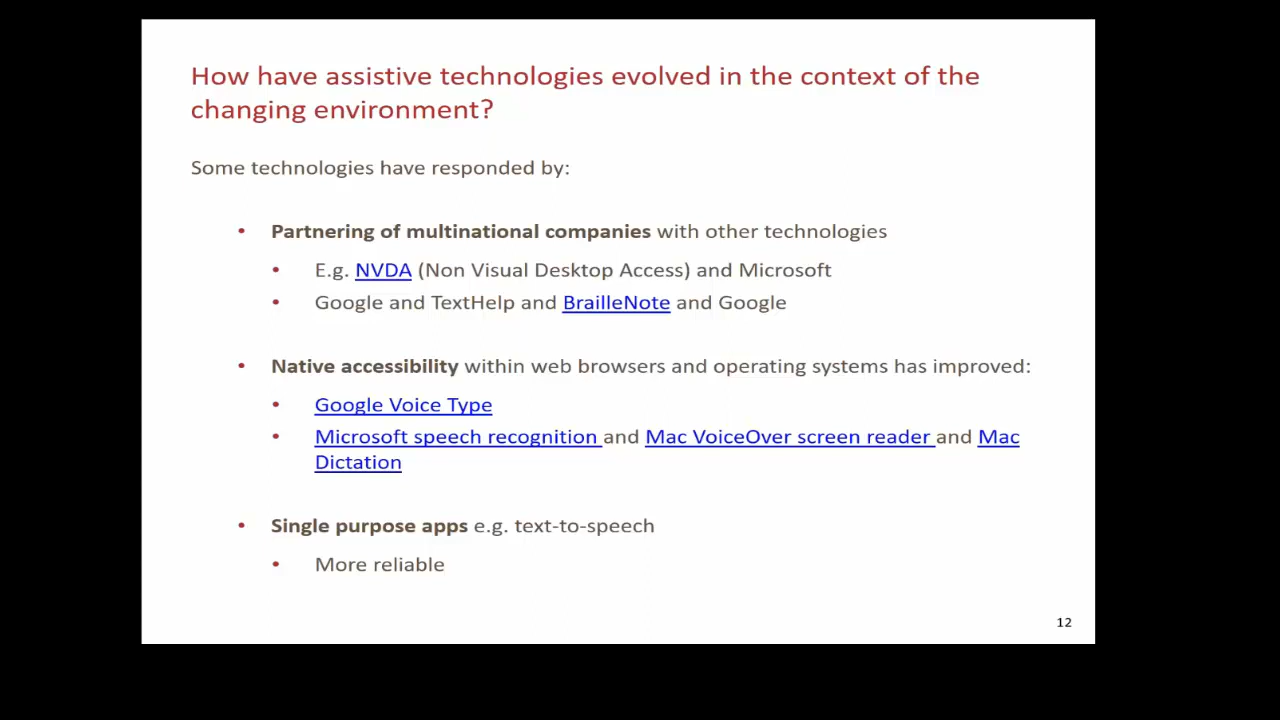 How have assistive technologies evolved in the context of the
changing environment?
Some technologies have responded by:
• Partnering of multinational companies with other technologies
• E.g. NVDA (Non Visual Desktop Access) and Microsoft
• Google and TextHelp and BrailleNote and Google
• Native accessibility within web browsers and operating systems has improved:
• Google Voice Type
• Microsoft speech recognition and Mac VoiceOver screen reader and Mac
Dictation
• Single purpose apps e.g. text-to-speech
• More reliable
12